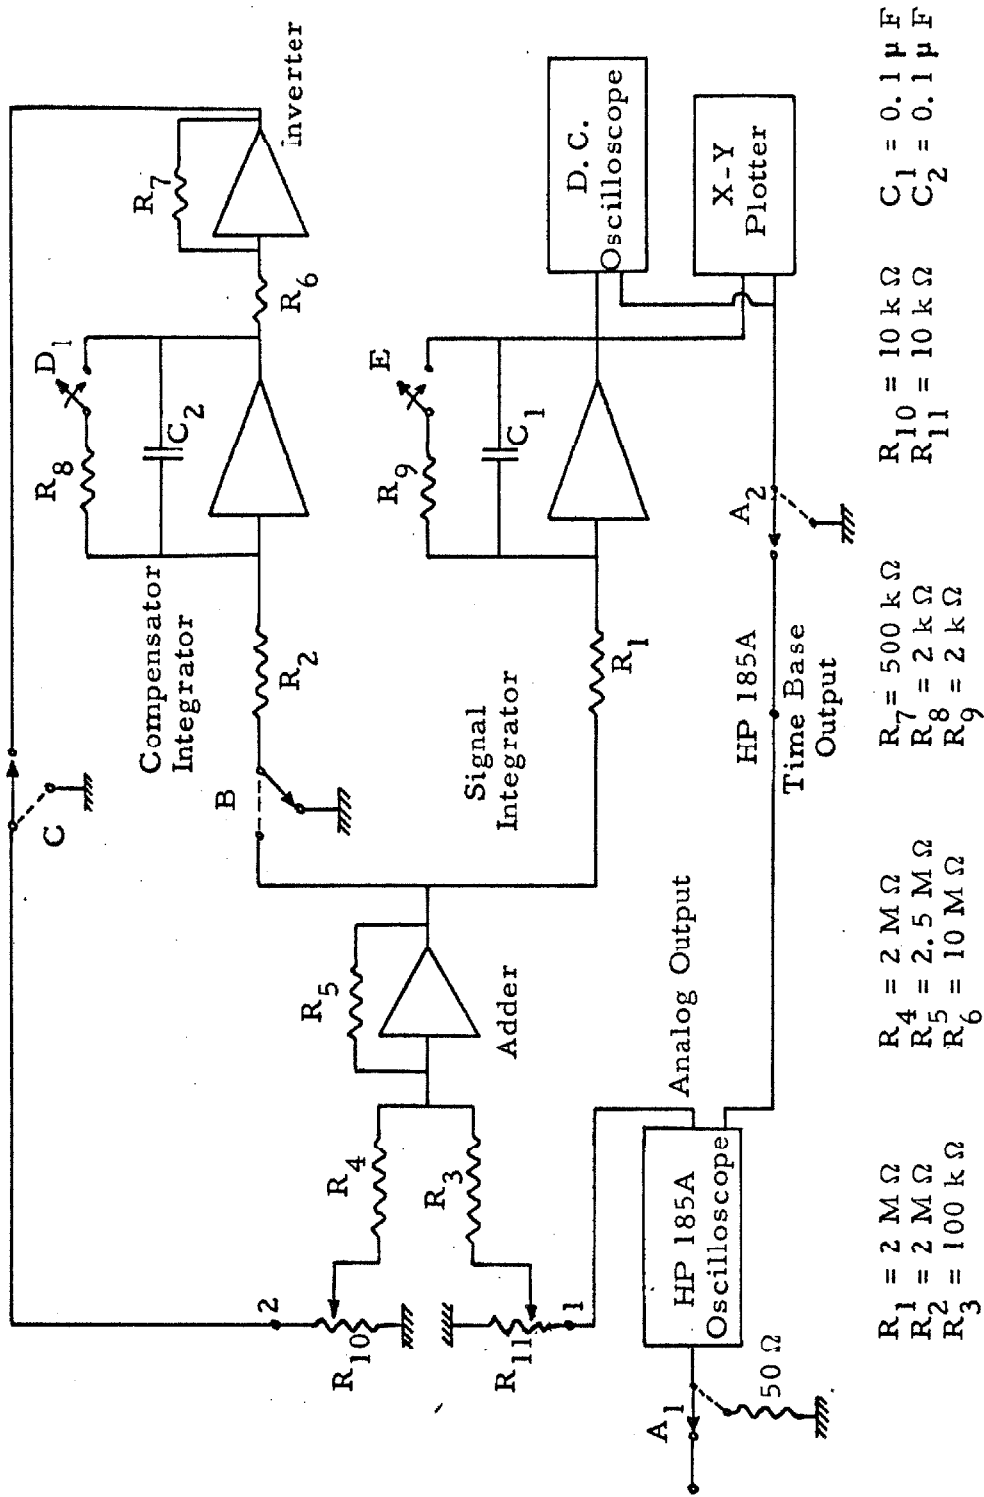 C
2
R10
R4
R3
R11
1
R5
Adder
B
Compensator
Integrator
R2
R8
D1
C2
R6
R7
inverter
Signal
Integrator
R1
R9
E
C1
D.C.
Oscilloscope
X-Y
Plotter
A1
50 Ω
HP 185A
Oscilloscope
Analog Output
HP 185A
Time Base
Output
A2
R1 = 2 M Ω
R2 = 2 M Ω
R3 = 100 k Ω
R4 = 2 M Ω
R5 = 2.5 M Ω
R6 = 10 M Ω
R7 = 500 k Ω
R8 = 2 k Ω
R9 = 2 k Ω
R10 = 10 k Ω
R11 = 10 k Ω
C1 = 0.1 μ F
C2 = 0.1 μ F